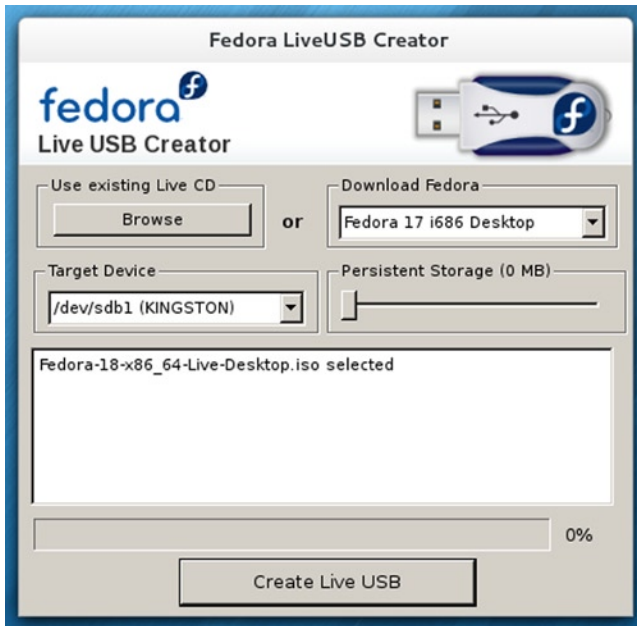 Fedora LiveUSB Creator
fedora
Live USB Creator
Use existing Live CD
Browse
or
Download Fedora
Fedora 17 i686 Desktop
Target Device
/dev/sdb1 (KINGSTON)
Persistent Storage (0 MB)
Fedora-18-x86_64-Live-Desktop.iso selected
0%
Create Live USB